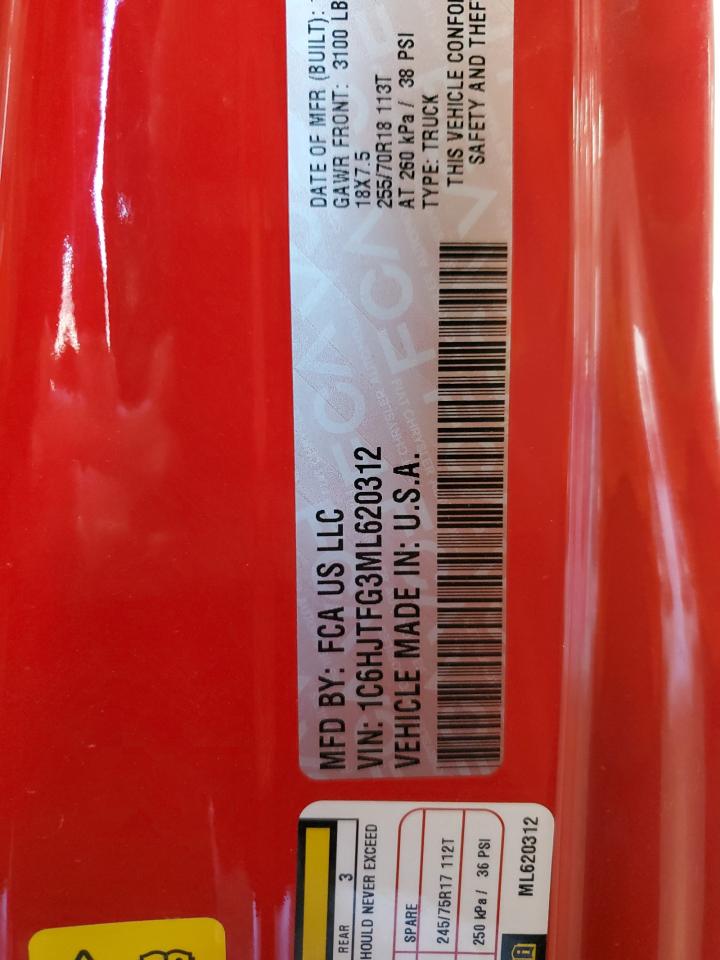 MFD BY: FCA US LLC
VIN: 1C6HJTFG3ML620312
VEHICLE MADE IN: U.S.A.
DATE OF MFR (BUILT):
GAWR FRONT: 3100 LB
18X7.5
255/70R18 113T
AT 260 kPa / 38 PSI
TYPE: TRUCK
THIS VEHICLE CONFO
SAFETY AND THEF
REAR 3
HOULD NEVER EXCEED
SPARE
245/75R17 112T
250 kPa / 36 PSI
ML620312